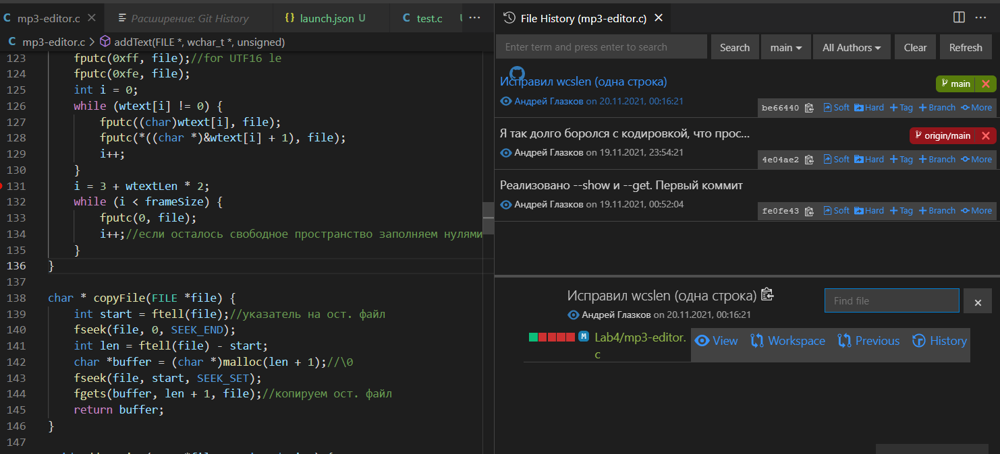 mp3-editor.c
Расширение: Git History
launch.json U
test.c
mp3-editor.c > addText(FILE *, wchar_t *, unsigned)
123 fputc(0xff, file);//for UTF16 le
124 fputc(0xfe, file);
125 int i = 0;
126 while (wtext[i] != 0) {
127 fputc((char)wtext[i], file);
128 fputc(*((char *)&wtext[i] + 1), file);
129 i++;
130 }
131 i = 3 + wtextLen * 2;
132 while (i < frameSize) {
133 fputc(0, file);
134 i++;//если осталось свободное пространство заполняем нулями
135 }
136 }
137
138 char * copyFile(FILE *file) {
139 int start = ftell(file);//указатель на ост. файл
140 fseek(file, 0, SEEK_END);
141 int len = ftell(file) - start;
142 char *buffer = (char *)malloc(len + 1);//\0
143 fseek(file, start, SEEK_SET);
144 fgets(buffer, len + 1, file);//копируем ост. файл
145 return buffer;
146 }
147
File History (mp3-editor.c)
Enter term and press enter to search
Search
main
All Authors
Clear
Refresh
Исправил wcslen (одна строка)
main
Андрей Глазков on 20.11.2021, 00:16:21
be66440 Soft Hard +Tag +Branch More
Я так долго боролся с кодировкой, что прос...
origin/main
Андрей Глазков on 19.11.2021, 23:54:21
4e04ae2 Soft Hard +Tag +Branch More
Реализовано --show и --get. Первый коммит
Андрей Глазков on 19.11.2021, 00:52:04
fe0fe43 Soft Hard +Tag +Branch More
Исправил wcslen (одна строка)
Find file
Андрей Глазков on 20.11.2021, 00:16:21
M Lab4/mp3-editor.
c
View Workspace Previous History